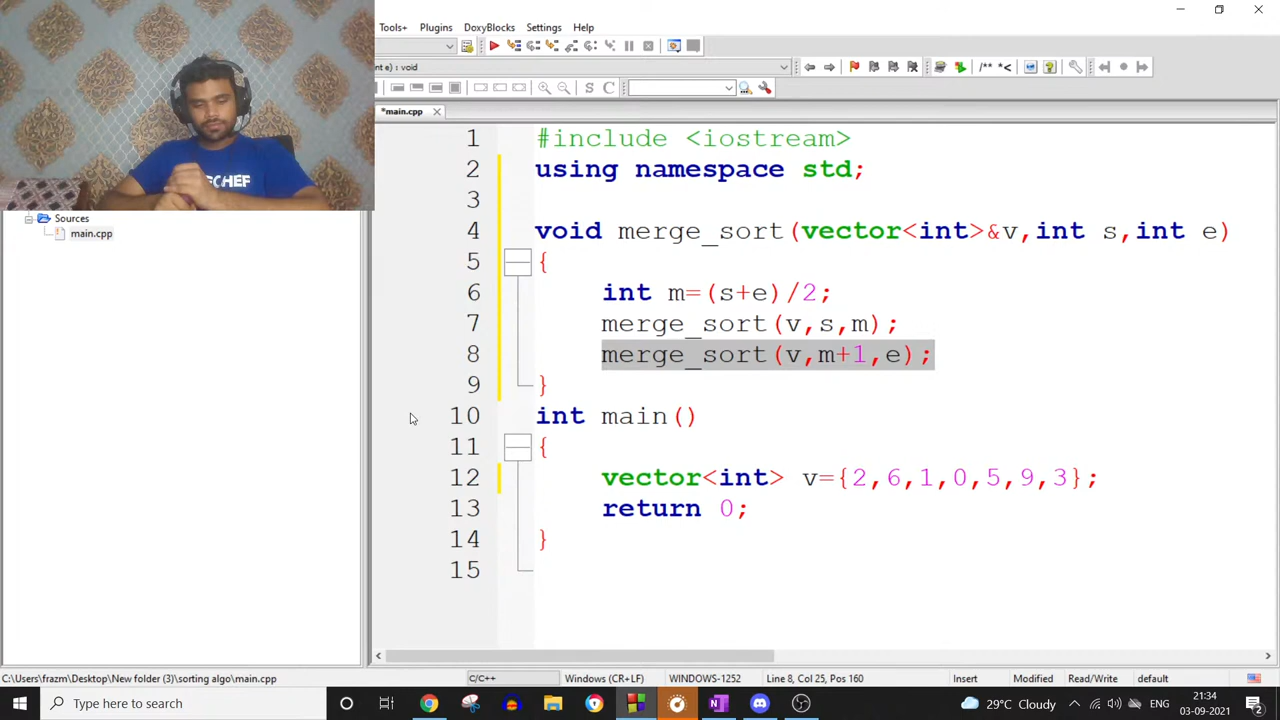 Tools+ Plugins DoxyBlocks Settings Help
nt e) : void
/** *<
S C
*main.cpp
CHEF
Sources
main.cpp
1 #include <iostream>
2 using namespace std;
3
4 void merge_sort(vector<int>&v,int s,int e)
5 {
6 int m=(s+e)/2;
7 merge_sort(v,s,m);
8 merge_sort(v,m+1,e);
9 }
10 int main()
11 {
12 vector<int> v={2,6,1,0,5,9,3};
13 return 0;
14 }
15
C:\Users\frazm\Desktop\New folder (3)\sorting algo\main.cpp C/C++ Windows (CR+LF) WINDOWS-1252 Line 8, Col 25, Pos 160 Insert Modified Read/Write default
Type here to search 29°C Cloudy ENG 21:34
03-09-2021 2